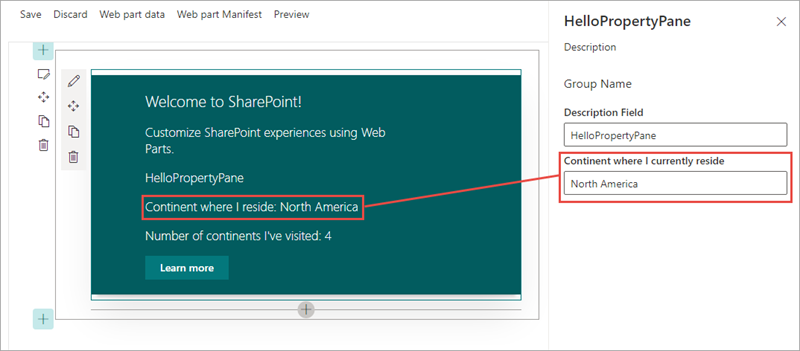 Save Discard Web part data Web part Manifest Preview
Welcome to SharePoint!
Customize SharePoint experiences using Web
Parts.
HelloPropertyPane
Continent where I reside: North America
Number of continents I've visited: 4
Learn more
HelloPropertyPane
Description
Group Name
Description Field
HelloPropertyPane
Continent where I currently reside
North America